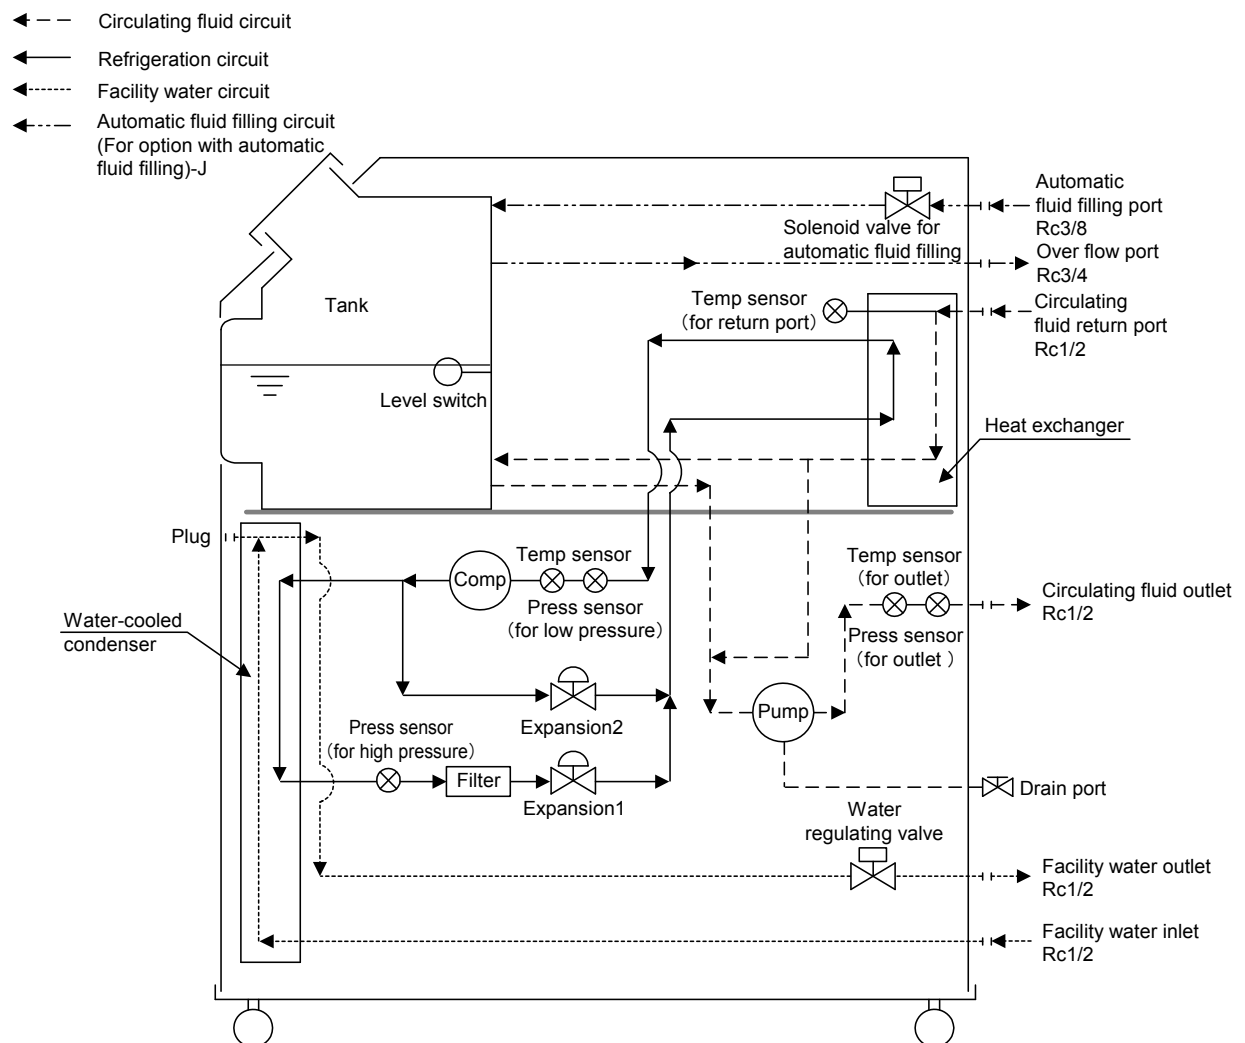 Circulating fluid circuit
Refrigeration circuit
Facility water circuit
Automatic fluid filling circuit
(For option with automatic
fluid filling)-J
Automatic
fluid filling port
Rc3/8
Solenoid valve for
automatic fluid filling
Over flow port
Rc3/4
Tank
Temp sensor
(for return port)
Circulating
fluid return port
Rc1/2
Level switch
Heat exchanger
Plug
Comp
Temp sensor
Press sensor
(for low pressure)
Temp sensor
(for outlet)
Press sensor
(for outlet )
Circulating fluid outlet
Rc1/2
Water-cooled
condenser
Expansion2
Pump
Press sensor
(for high pressure)
Filter
Expansion1
Drain port
Water
regulating valve
Facility water outlet
Rc1/2
Facility water inlet
Rc1/2